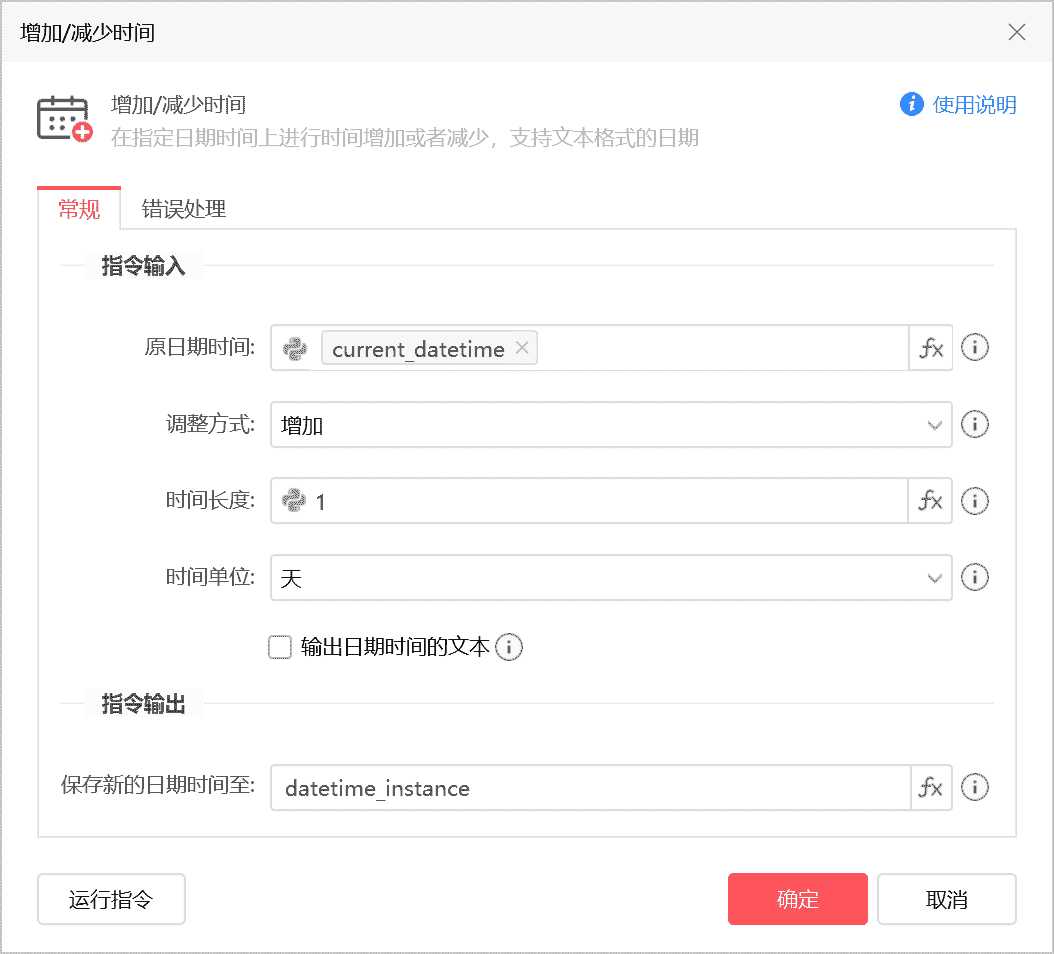 增加/减少时间
增加/减少时间
使用说明
在指定日期时间上进行时间增加或者减少，支持文本格式的日期
常规 错误处理
指令输入
原日期时间: current_datetime fx
调整方式: 增加
时间长度: 1 fx
时间单位: 天
输出日期时间的文本
指令输出
保存新的日期时间至: datetime_instance fx
运行指令 确定 取消